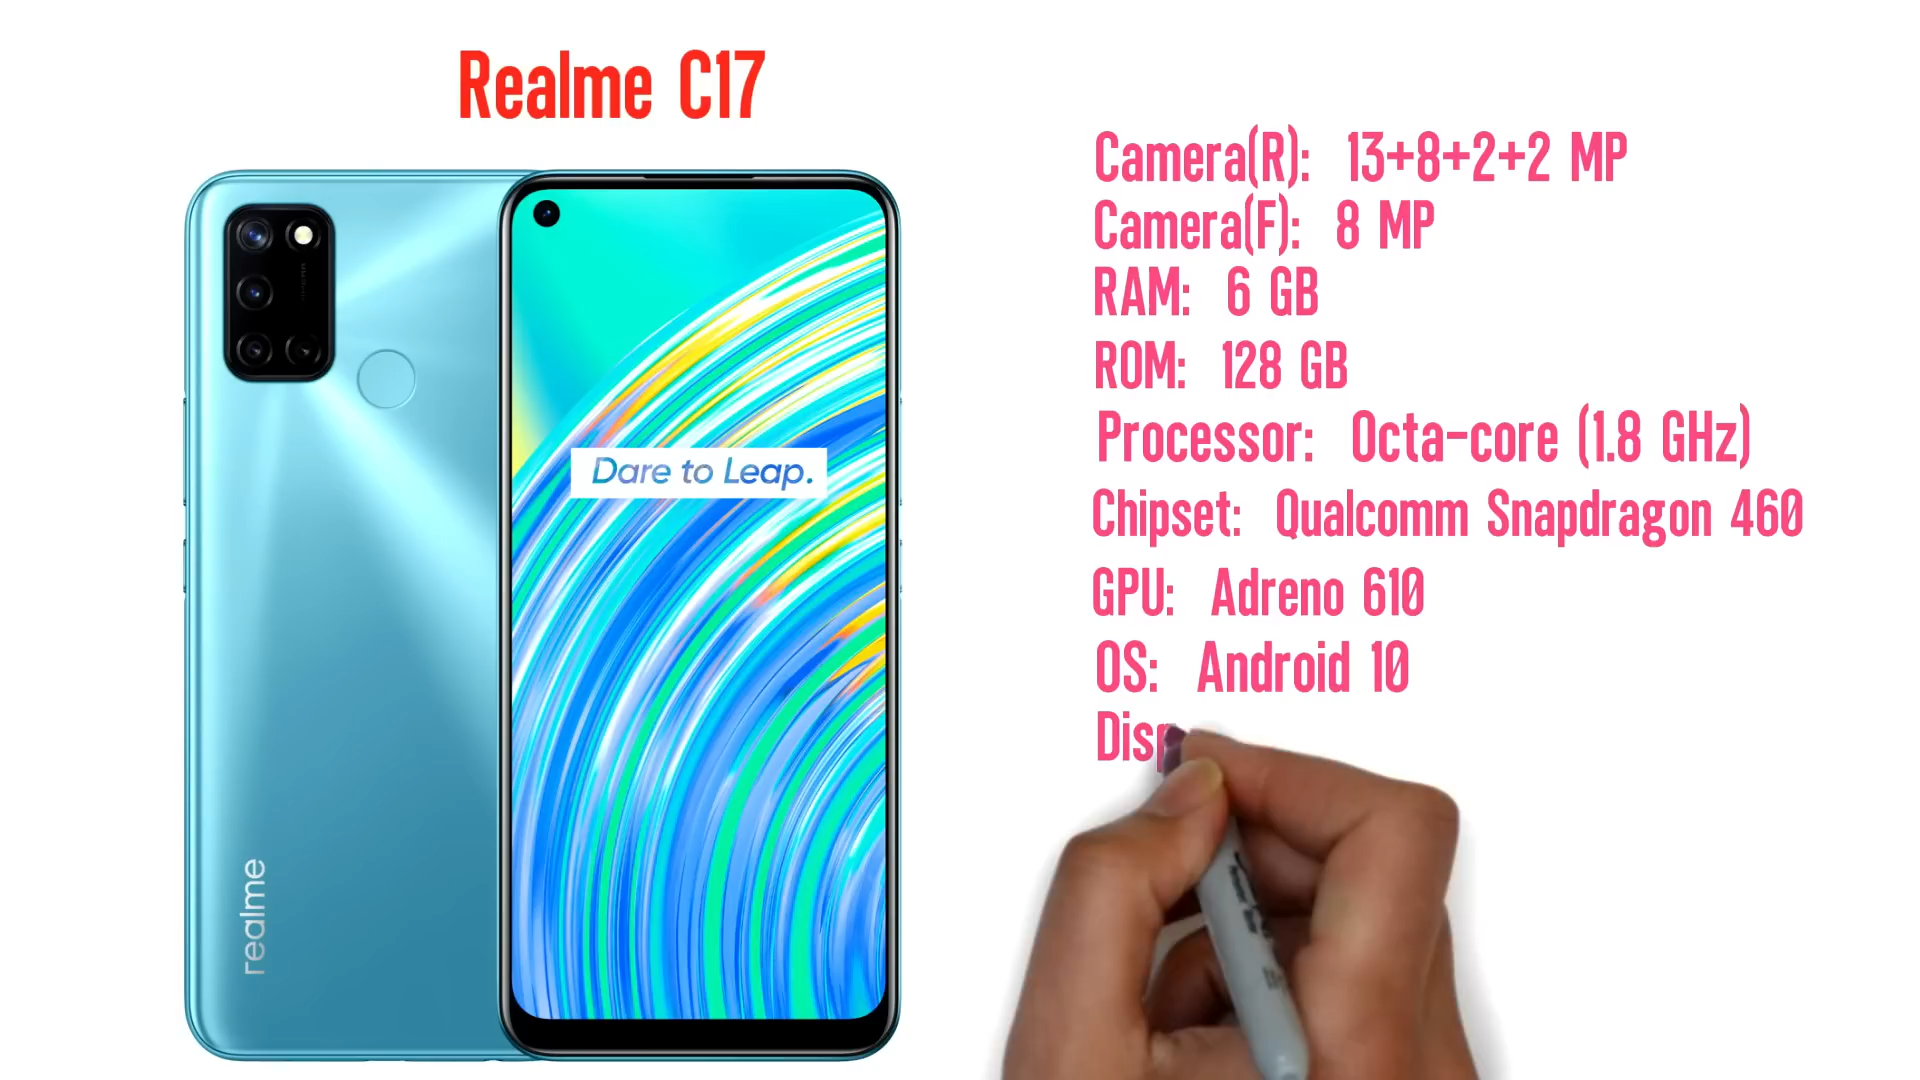 Realme C17
Camera(R): 13+8+2+2 MP
Camera(F): 8 MP
RAM: 6 GB
ROM: 128 GB
Processor: Octa-core (1.8 GHz)
Chipset: Qualcomm Snapdragon 460
GPU: Adreno 610
OS: Android 10
Disp
Dare to Leap.
realme